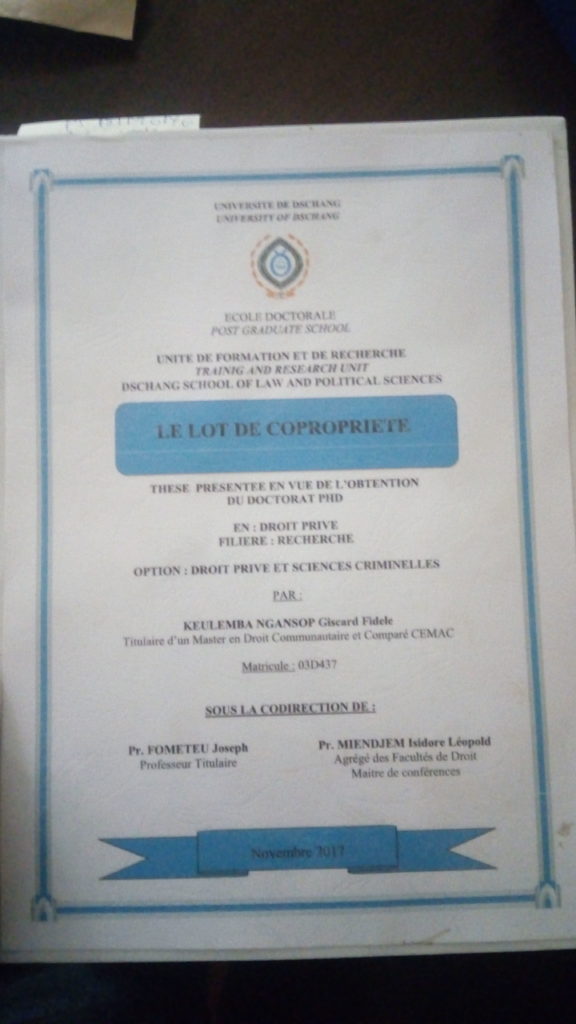 UNIVERSITE DE DSCHANG
UNIVERSITY OF DSCHANG
ECOLE DOCTORALE
POST GRADUATE SCHOOL
UNITE DE FORMATION ET DE RECHERCHE
TRAINIG AND RESEARCH UNIT
DSCHANG SCHOOL OF LAW AND POLITICAL SCIENCES
LE LOT DE COPROPRIETE
THESE PRESENTEE EN VUE DE L'OBTENTION
DU DOCTORAT PHD
EN : DROIT PRIVE
FILIERE : RECHERCHE
OPTION : DROIT PRIVE ET SCIENCES CRIMINELLES
PAR :
KEULEMBA NGANSOP Giscard Fidele
Titulaire d'un Master en Droit Communautaire et Comparé CEMAC
Matricule : 03D437
SOUS LA CODIRECTION DE :
Pr. FOMETEU Joseph
Professeur Titulaire
Pr. MIENDJEM Isidore Léopold
Agrégé des Facultés de Droit
Maitre de conférences
Novembre 2017